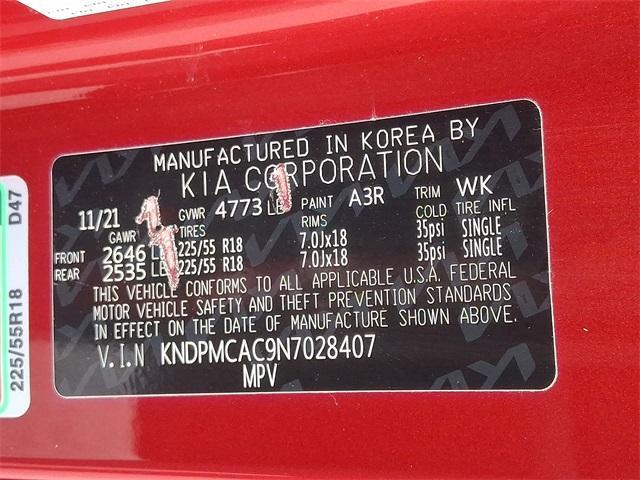 MANUFACTURED IN KOREA BY
KIA CORPORATION
11/21 GVWR 4773 LB PAINT A3R TRIM WK
GAWR TIRES RIMS COLD TIRE INFL
FRONT 2646 LB 225/55 R18 7.0Jx18 35psi SINGLE
REAR 2535 LB 225/55 R18 7.0Jx18 35psi SINGLE
THIS VEHICLE CONFORMS TO ALL APPLICABLE U.S.A. FEDERAL
MOTOR VEHICLE SAFETY AND THEFT PREVENTION STANDARDS
IN EFFECT ON THE DATE OF MANUFACTURE SHOWN ABOVE.
V.I.N KNDPMCAC9N7028407
MPV
225/55R18 D47